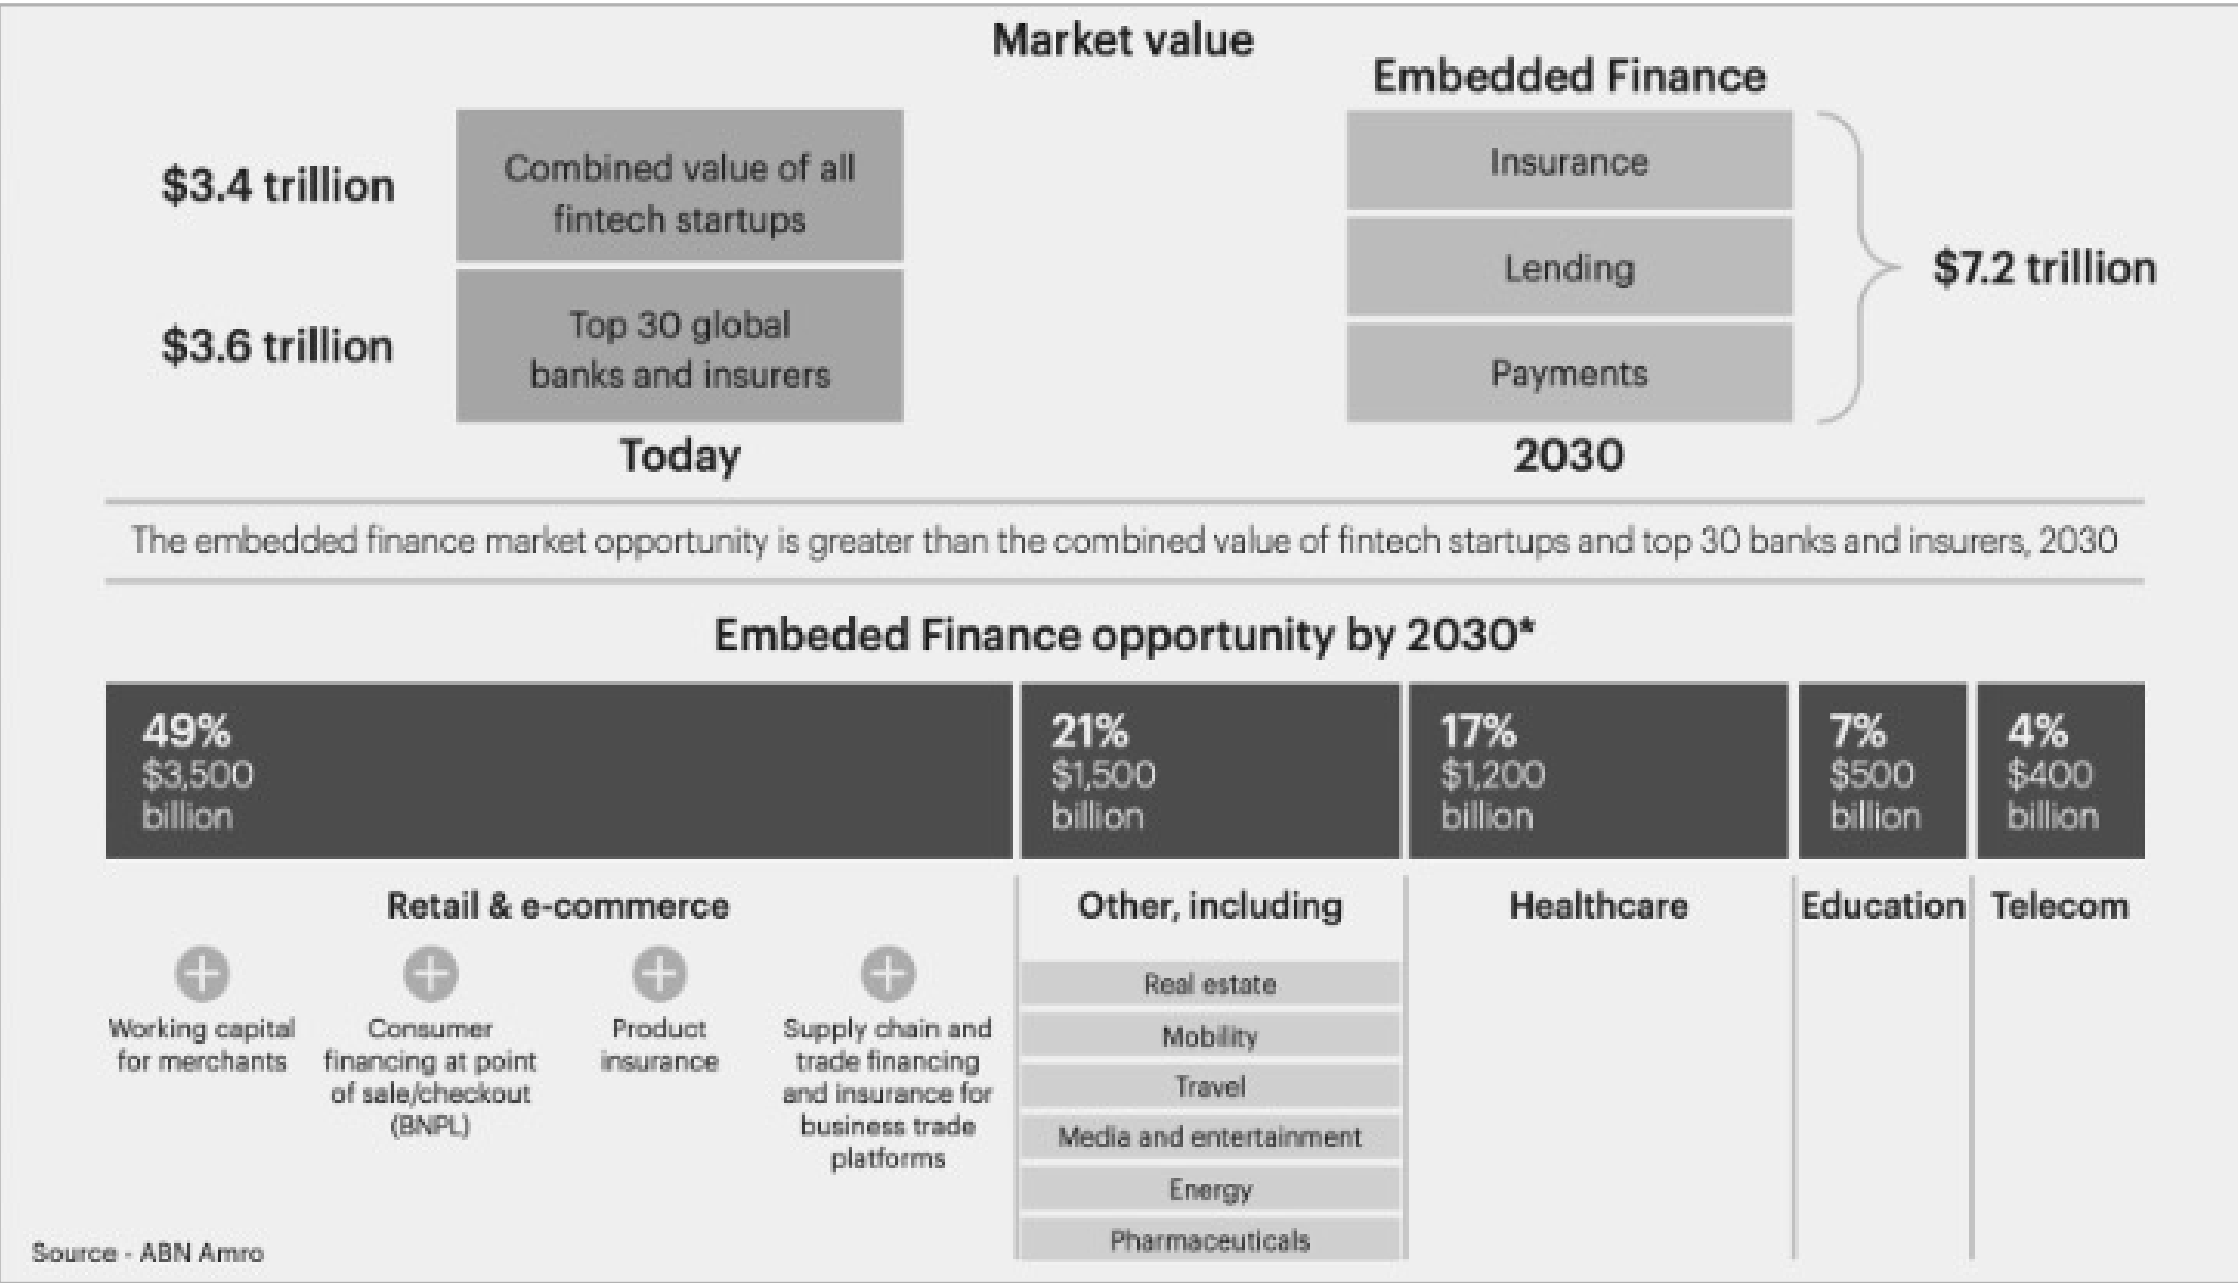 Market value
Embedded Finance
$3.4 trillion
Combined value of all
fintech startups
$3.6 trillion
Top 30 global
banks and insurers
Today
Insurance
Lending
Payments
$7.2 trillion
2030
The embedded finance market opportunity is greater than the combined value of fintech startups and top 30 banks and insurers, 2030
Embeded Finance opportunity by 2030*
49%
$3,500
billion
21%
$1,500
billion
17%
$1,200
billion
7%
$500
billion
4%
$400
billion
Retail & e-commerce
Working capital
for merchants
Consumer
financing at point
of sale/checkout
(BNPL)
Product
insurance
Supply chain and
trade financing
and insurance for
business trade
platforms
Other, including
Real estate
Mobility
Travel
Media and entertainment
Energy
Pharmaceuticals
Healthcare
Education
Telecom
Source - ABN Amro